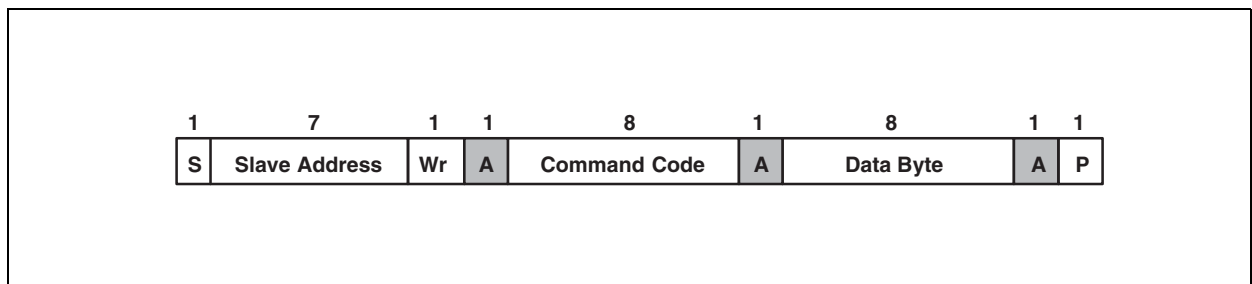 1 7 1 1 8 1 8 1 1
S Slave Address Wr A Command Code A Data Byte A P